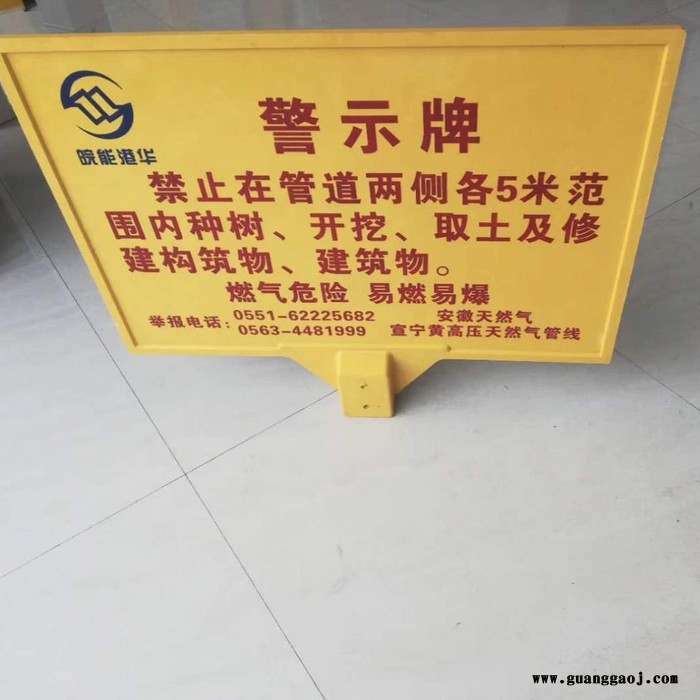 皖能港华
警示牌
禁止在管道两侧各5米范
围内种树、开挖、取土及修
建构筑物、建筑物。
燃气危险 易燃易爆
举报电话：0551-62225682 安徽天然气
0563-4481999 宣宁黄高压天然气管线
www.guanggaoj.com